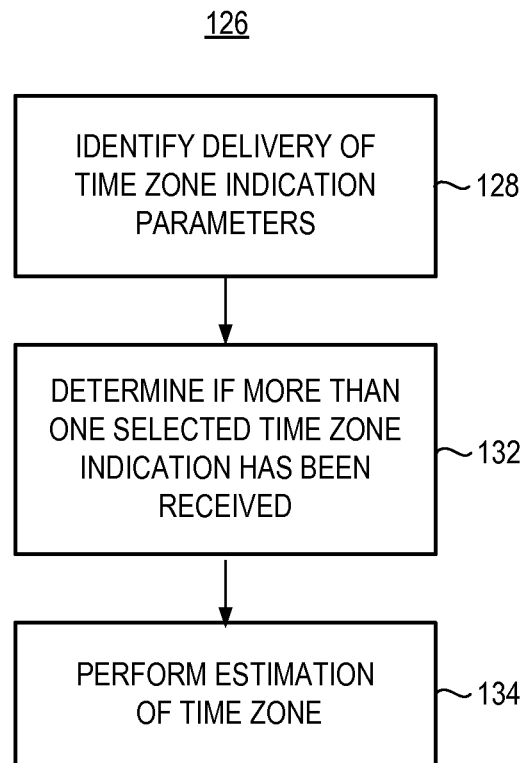 126
IDENTIFY DELIVERY OF
TIME ZONE INDICATION
PARAMETERS
128
DETERMINE IF MORE THAN
ONE SELECTED TIME ZONE
INDICATION HAS BEEN
RECEIVED
132
PERFORM ESTIMATION
OF TIME ZONE
134